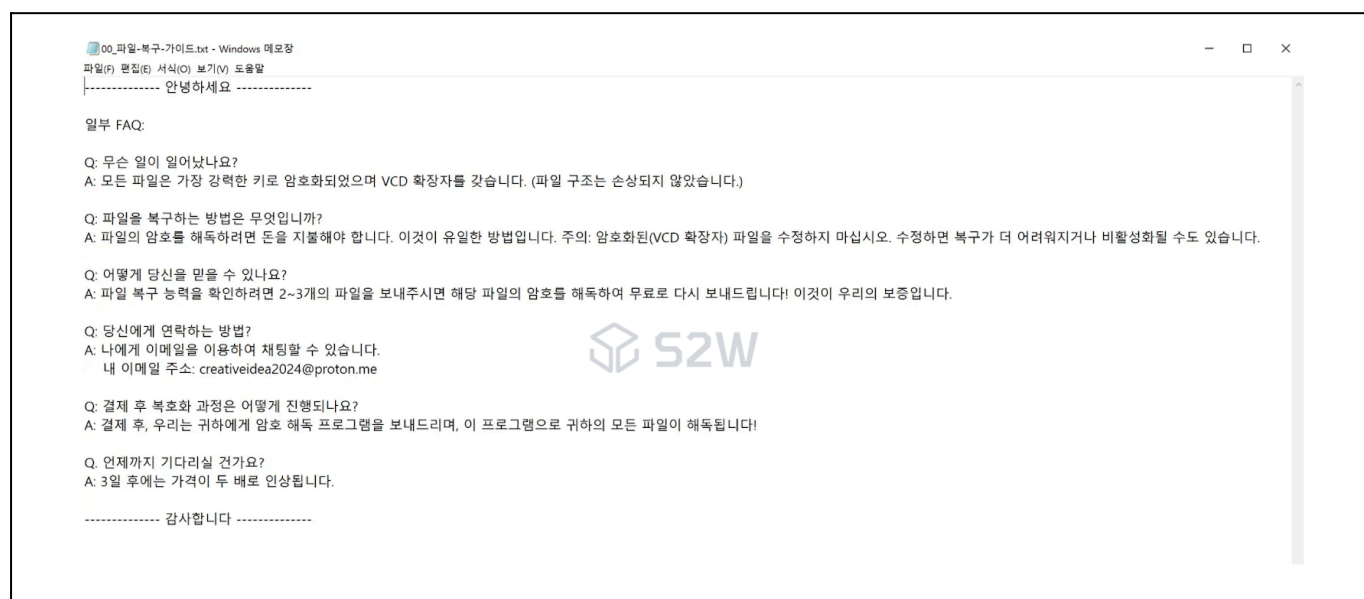 00_파일-복구-가이드.txt - Windows 메모장
파일(F) 편집(E) 서식(O) 보기(V) 도움말
-------------- 안녕하세요 --------------
일부 FAQ:
Q: 무슨 일이 일어났나요?
A: 모든 파일은 가장 강력한 키로 암호화되었으며 VCD 확장자를 갖습니다. (파일 구조는 손상되지 않았습니다.)
Q: 파일을 복구하는 방법은 무엇입니까?
A: 파일의 암호를 해독하려면 돈을 지불해야 합니다. 이것이 유일한 방법입니다. 주의: 암호화된(VCD 확장자) 파일을 수정하지 마십시오. 수정하면 복구가 더 어려워지거나 비활성화될 수도 있습니다.
Q: 어떻게 당신을 믿을 수 있나요?
A: 파일 복구 능력을 확인하려면 2~3개의 파일을 보내주시면 해당 파일의 암호를 해독하여 무료로 다시 보내드립니다! 이것이 우리의 보증입니다.
Q: 당신에게 연락하는 방법?
A: 나에게 이메일을 이용하여 채팅할 수 있습니다.
내 이메일 주소: creativeidea2024@proton.me
S2W
Q: 결제 후 복호화 과정은 어떻게 진행되나요?
A: 결제 후, 우리는 귀하에게 암호 해독 프로그램을 보내드리며, 이 프로그램으로 귀하의 모든 파일이 해독됩니다!
Q. 언제까지 기다리실 건가요?
A: 3일 후에는 가격이 두 배로 인상됩니다.
-------------- 감사합니다 --------------